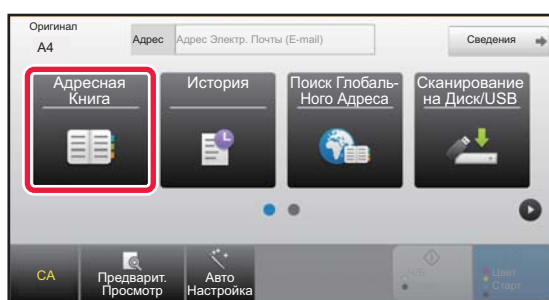 Оригинал
A4
Адрес
Адрес Электр. Почты (E-mail)
Сведения
Адресная
Книга
История
Поиск Глобаль-
Ного Адреса
Сканирование
на Диск/USB
CA
Предварит.
Просмотр
Авто
Настройка
Ч/Б
Старт
Цвет
Старт